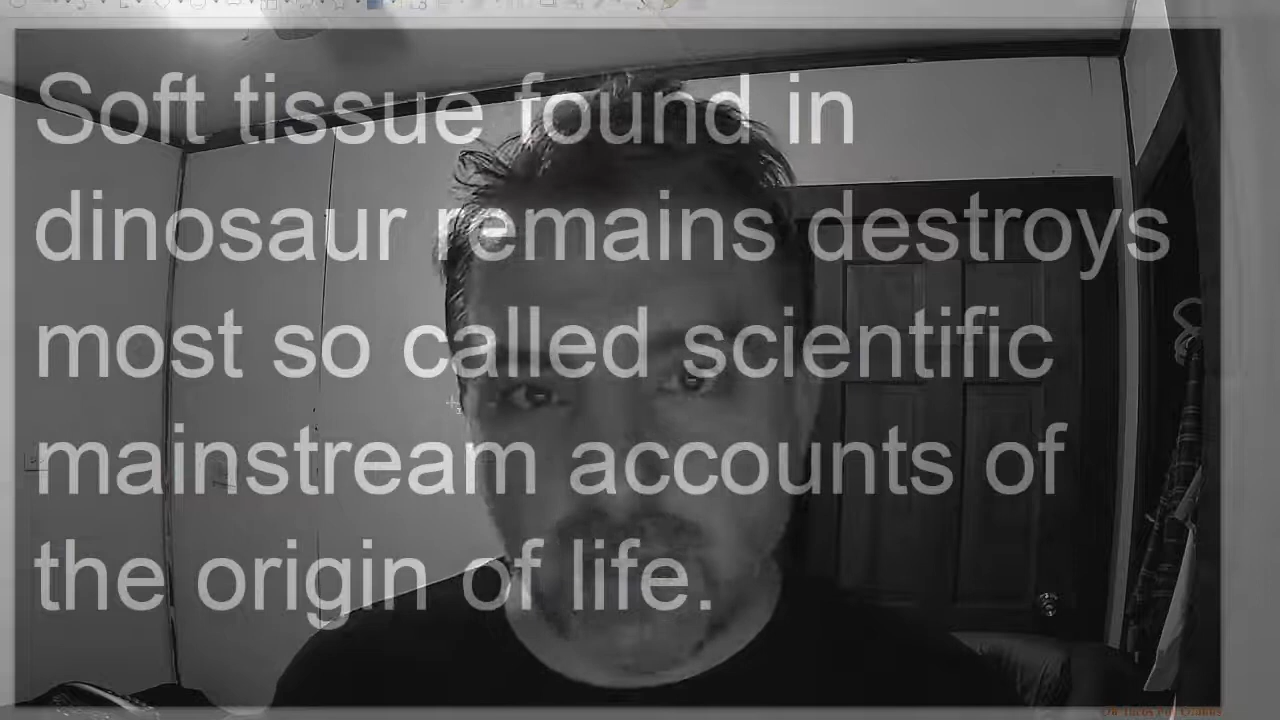 Soft tissue found in
dinosaur remains destroys
most so called scientific
mainstream accounts of
the origin of life.